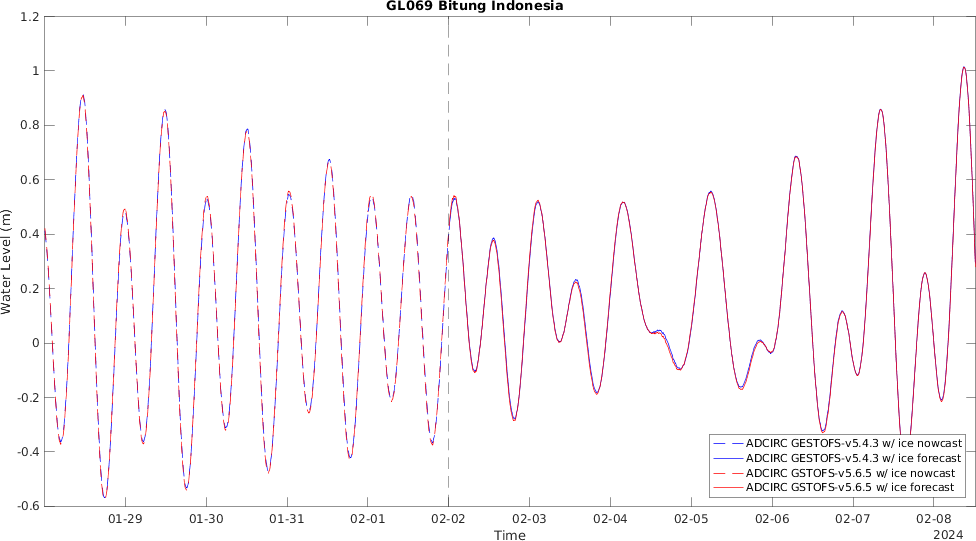 GL069 Bitung Indonesia
1.2
1
0.8
0.6
0.4
0.2
0
-0.2
-0.4
-0.6
Water Level (m)
01-29 01-30 01-31 02-01 02-02 02-03 02-04 02-05 02-06 02-07 02-08
Time
2024
ADCIRC GESTOFS-v5.4.3 w/ ice nowcast
ADCIRC GESTOFS-v5.4.3 w/ ice forecast
ADCIRC GSTOFS-v5.6.5 w/ ice nowcast
ADCIRC GSTOFS-v5.6.5 w/ ice forecast